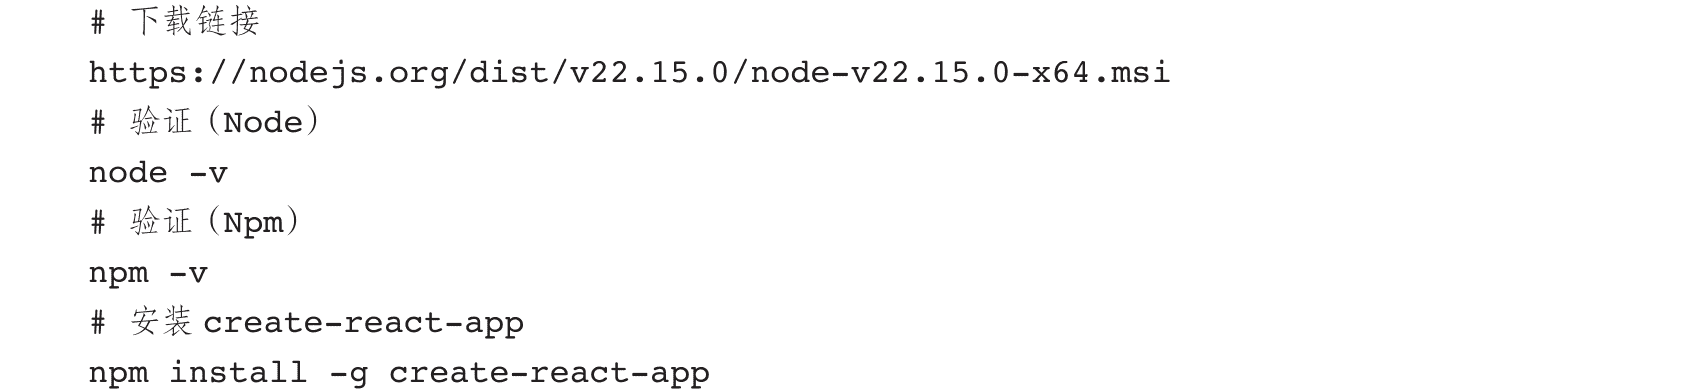 # 下载链接
https://nodejs.org/dist/v22.15.0/node-v22.15.0-x64.msi
# 验证（Node）
node -v
# 验证（Npm）
npm -v
# 安装 create-react-app
npm install -g create-react-app